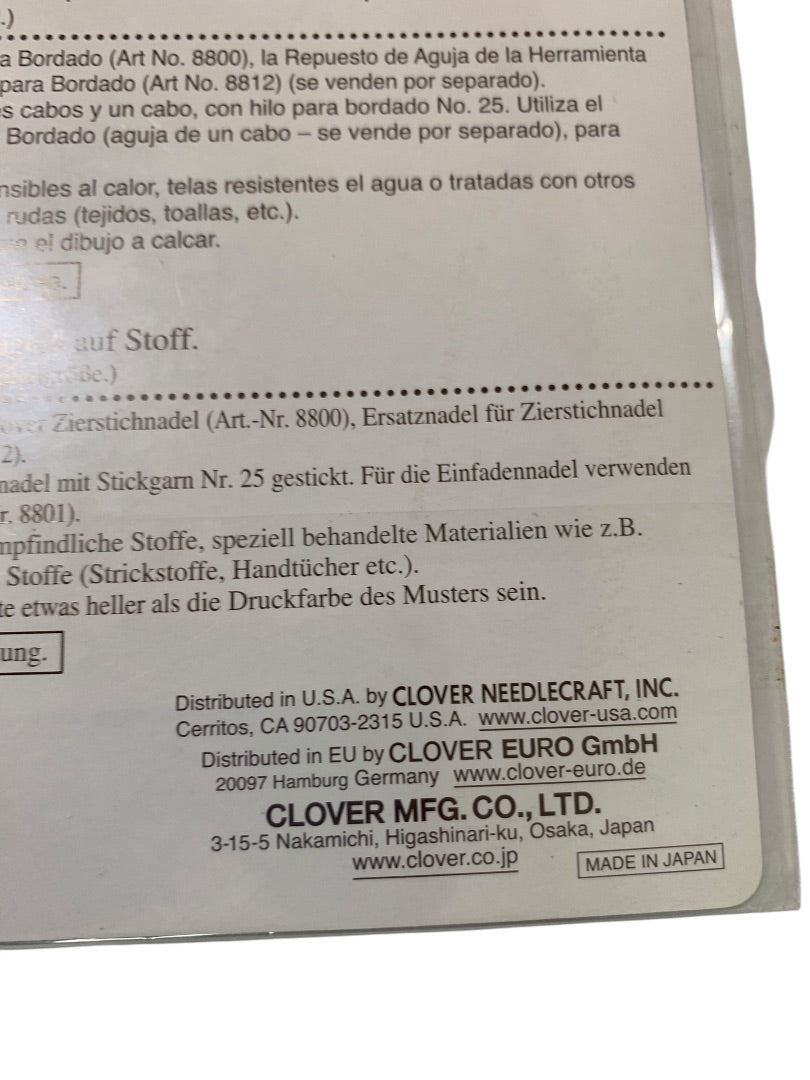 .)
a Bordado (Art No. 8800), la Repuesto de Aguja de la Herramienta
para Bordado (Art No. 8812) (se venden por separado).
s cabos y un cabo, con hilo para bordado No. 25. Utiliza el
Bordado (aguja de un cabo – se vende por separado), para
nsibles al calor, telas resistentes el agua o tratadas con otros
rudas (tejidos, toallas, etc.).
el dibujo a calcar.
auf Stoff.
Zierstichnadel (Art.-Nr. 8800), Ersatznadel für Zierstichnadel
2).
nadel mit Stickgarn Nr. 25 gestickt. Für die Einfadennadel verwenden
r. 8801).
npfindliche Stoffe, speziell behandelte Materialien wie z.B.
Stoffe (Strickstoffe, Handtücher etc.).
te etwas heller als die Druckfarbe des Musters sein.
ung.
Distributed in U.S.A. by CLOVER NEEDLECRAFT, INC.
Cerritos, CA 90703-2315 U.S.A. www.clover-usa.com
Distributed in EU by CLOVER EURO GmbH
20097 Hamburg Germany www.clover-euro.de
CLOVER MFG. CO., LTD.
3-15-5 Nakamichi, Higashinari-ku, Osaka, Japan
www.clover.co.jp
MADE IN JAPAN